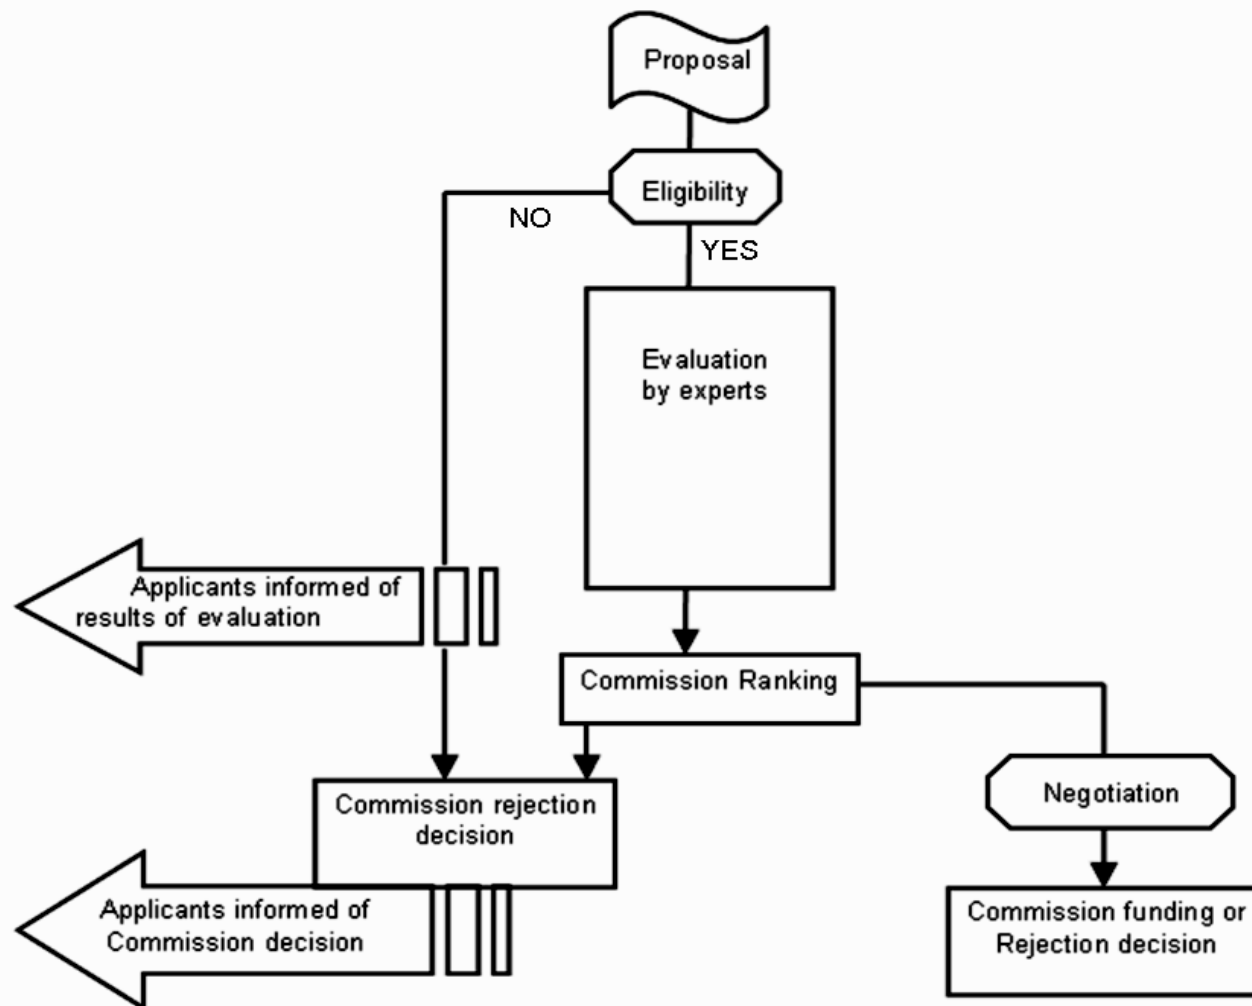 Proposal
Eligibility
NO
YES
Evaluation
by experts
Applicants informed of
results of evaluation
Commission Ranking
Commission rejection
decision
Negotiation
Applicants informed of
Commission decision
Commission funding or
Rejection decision